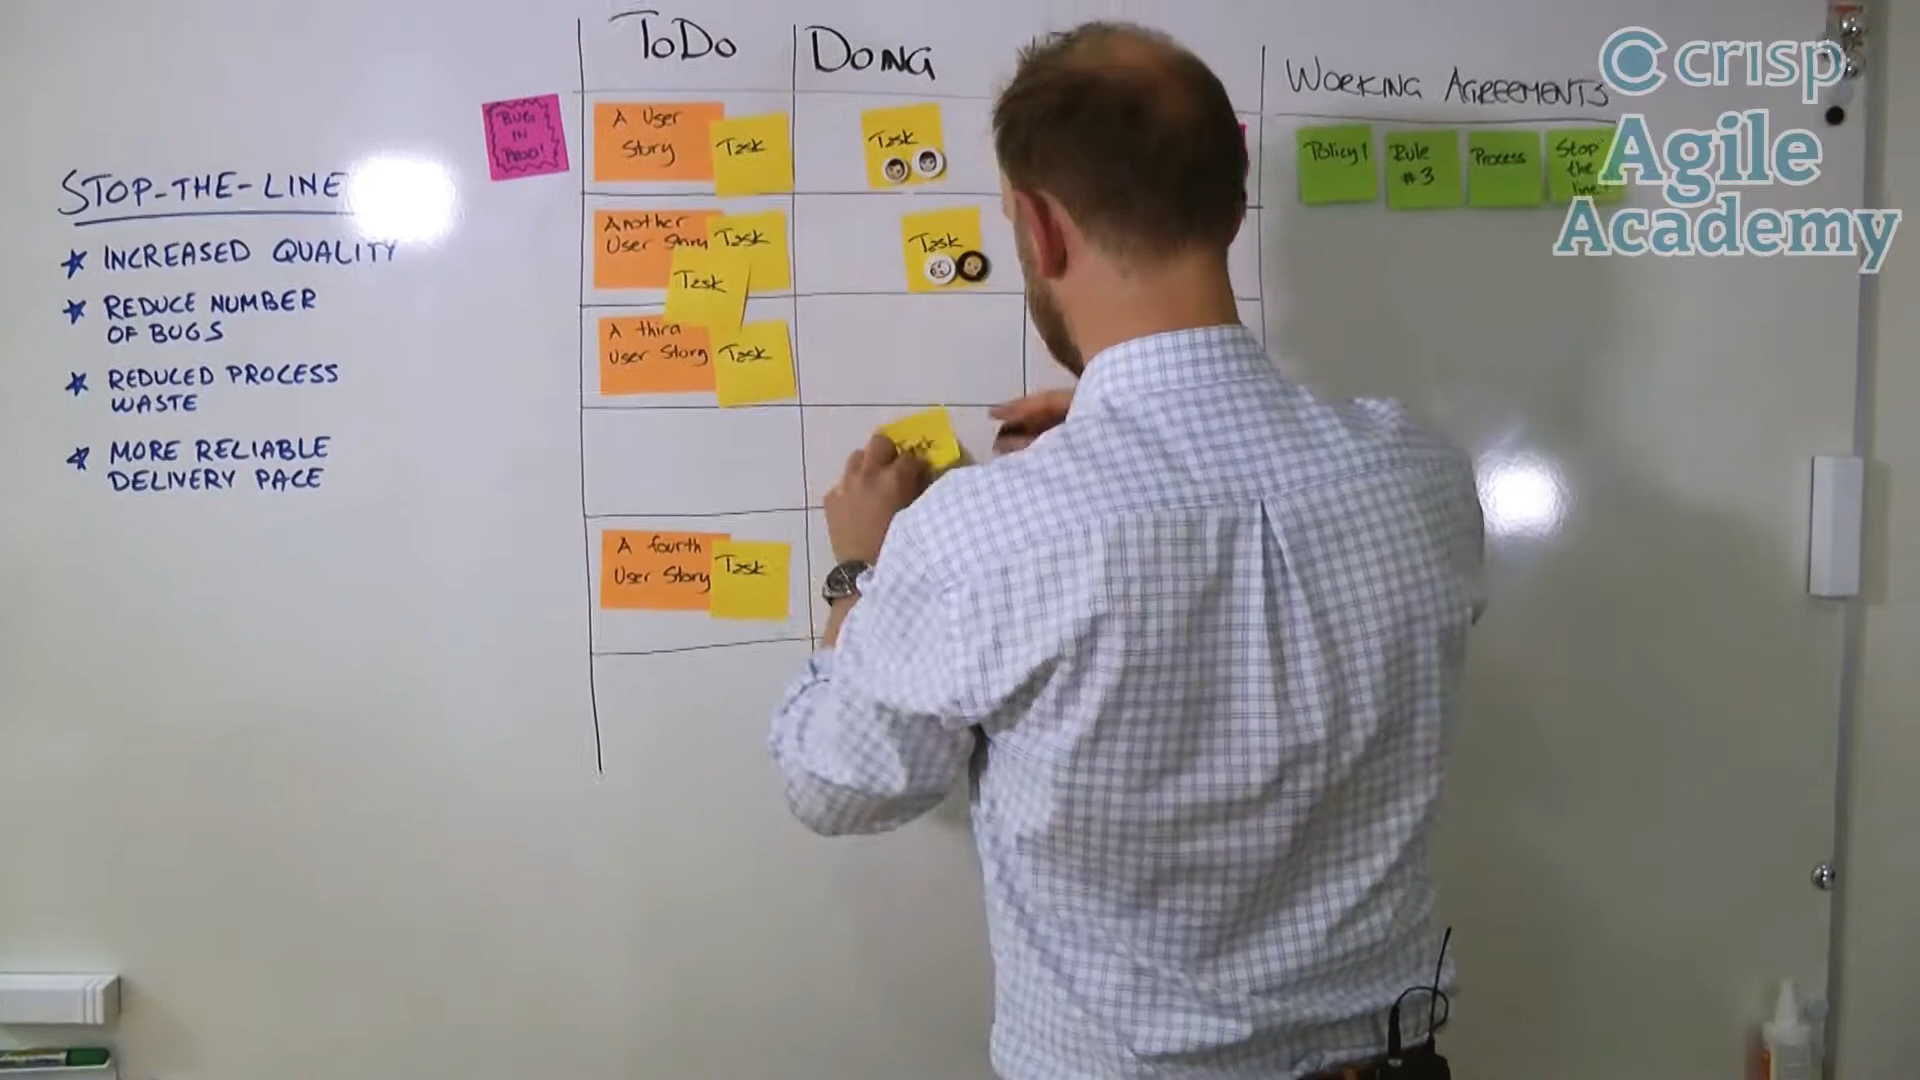 STOP-THE-LINE
INCREASED QUALITY
REDUCE NUMBER
OF BUGS
REDUCED PROCESS
WASTE
MORE RELIABLE
DELIVERY PACE
BUG
IN
PROD!
ToDo
DOING
A User
Story
Task
Task
Another
User Story
Task
Task
Task
A third
User Story
Task
A fourth
User Story
Task
WORKING AGREEMENTS
Policy 1
Rule
#3
Process
Stop
the
line!
crisp
Agile
Academy